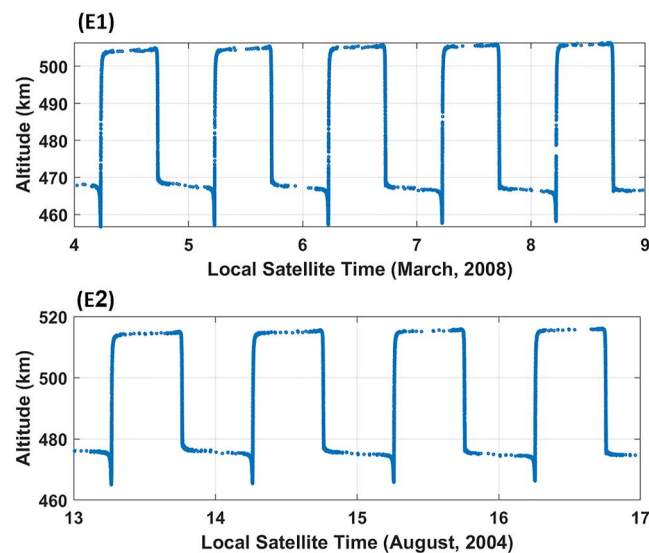 (E1)
500
490
480
470
460
Altitude (km)
4 5 6 7 8 9
Local Satellite Time (March, 2008)
(E2)
520
500
480
460
Altitude (km)
13 14 15 16 17
Local Satellite Time (August, 2004)